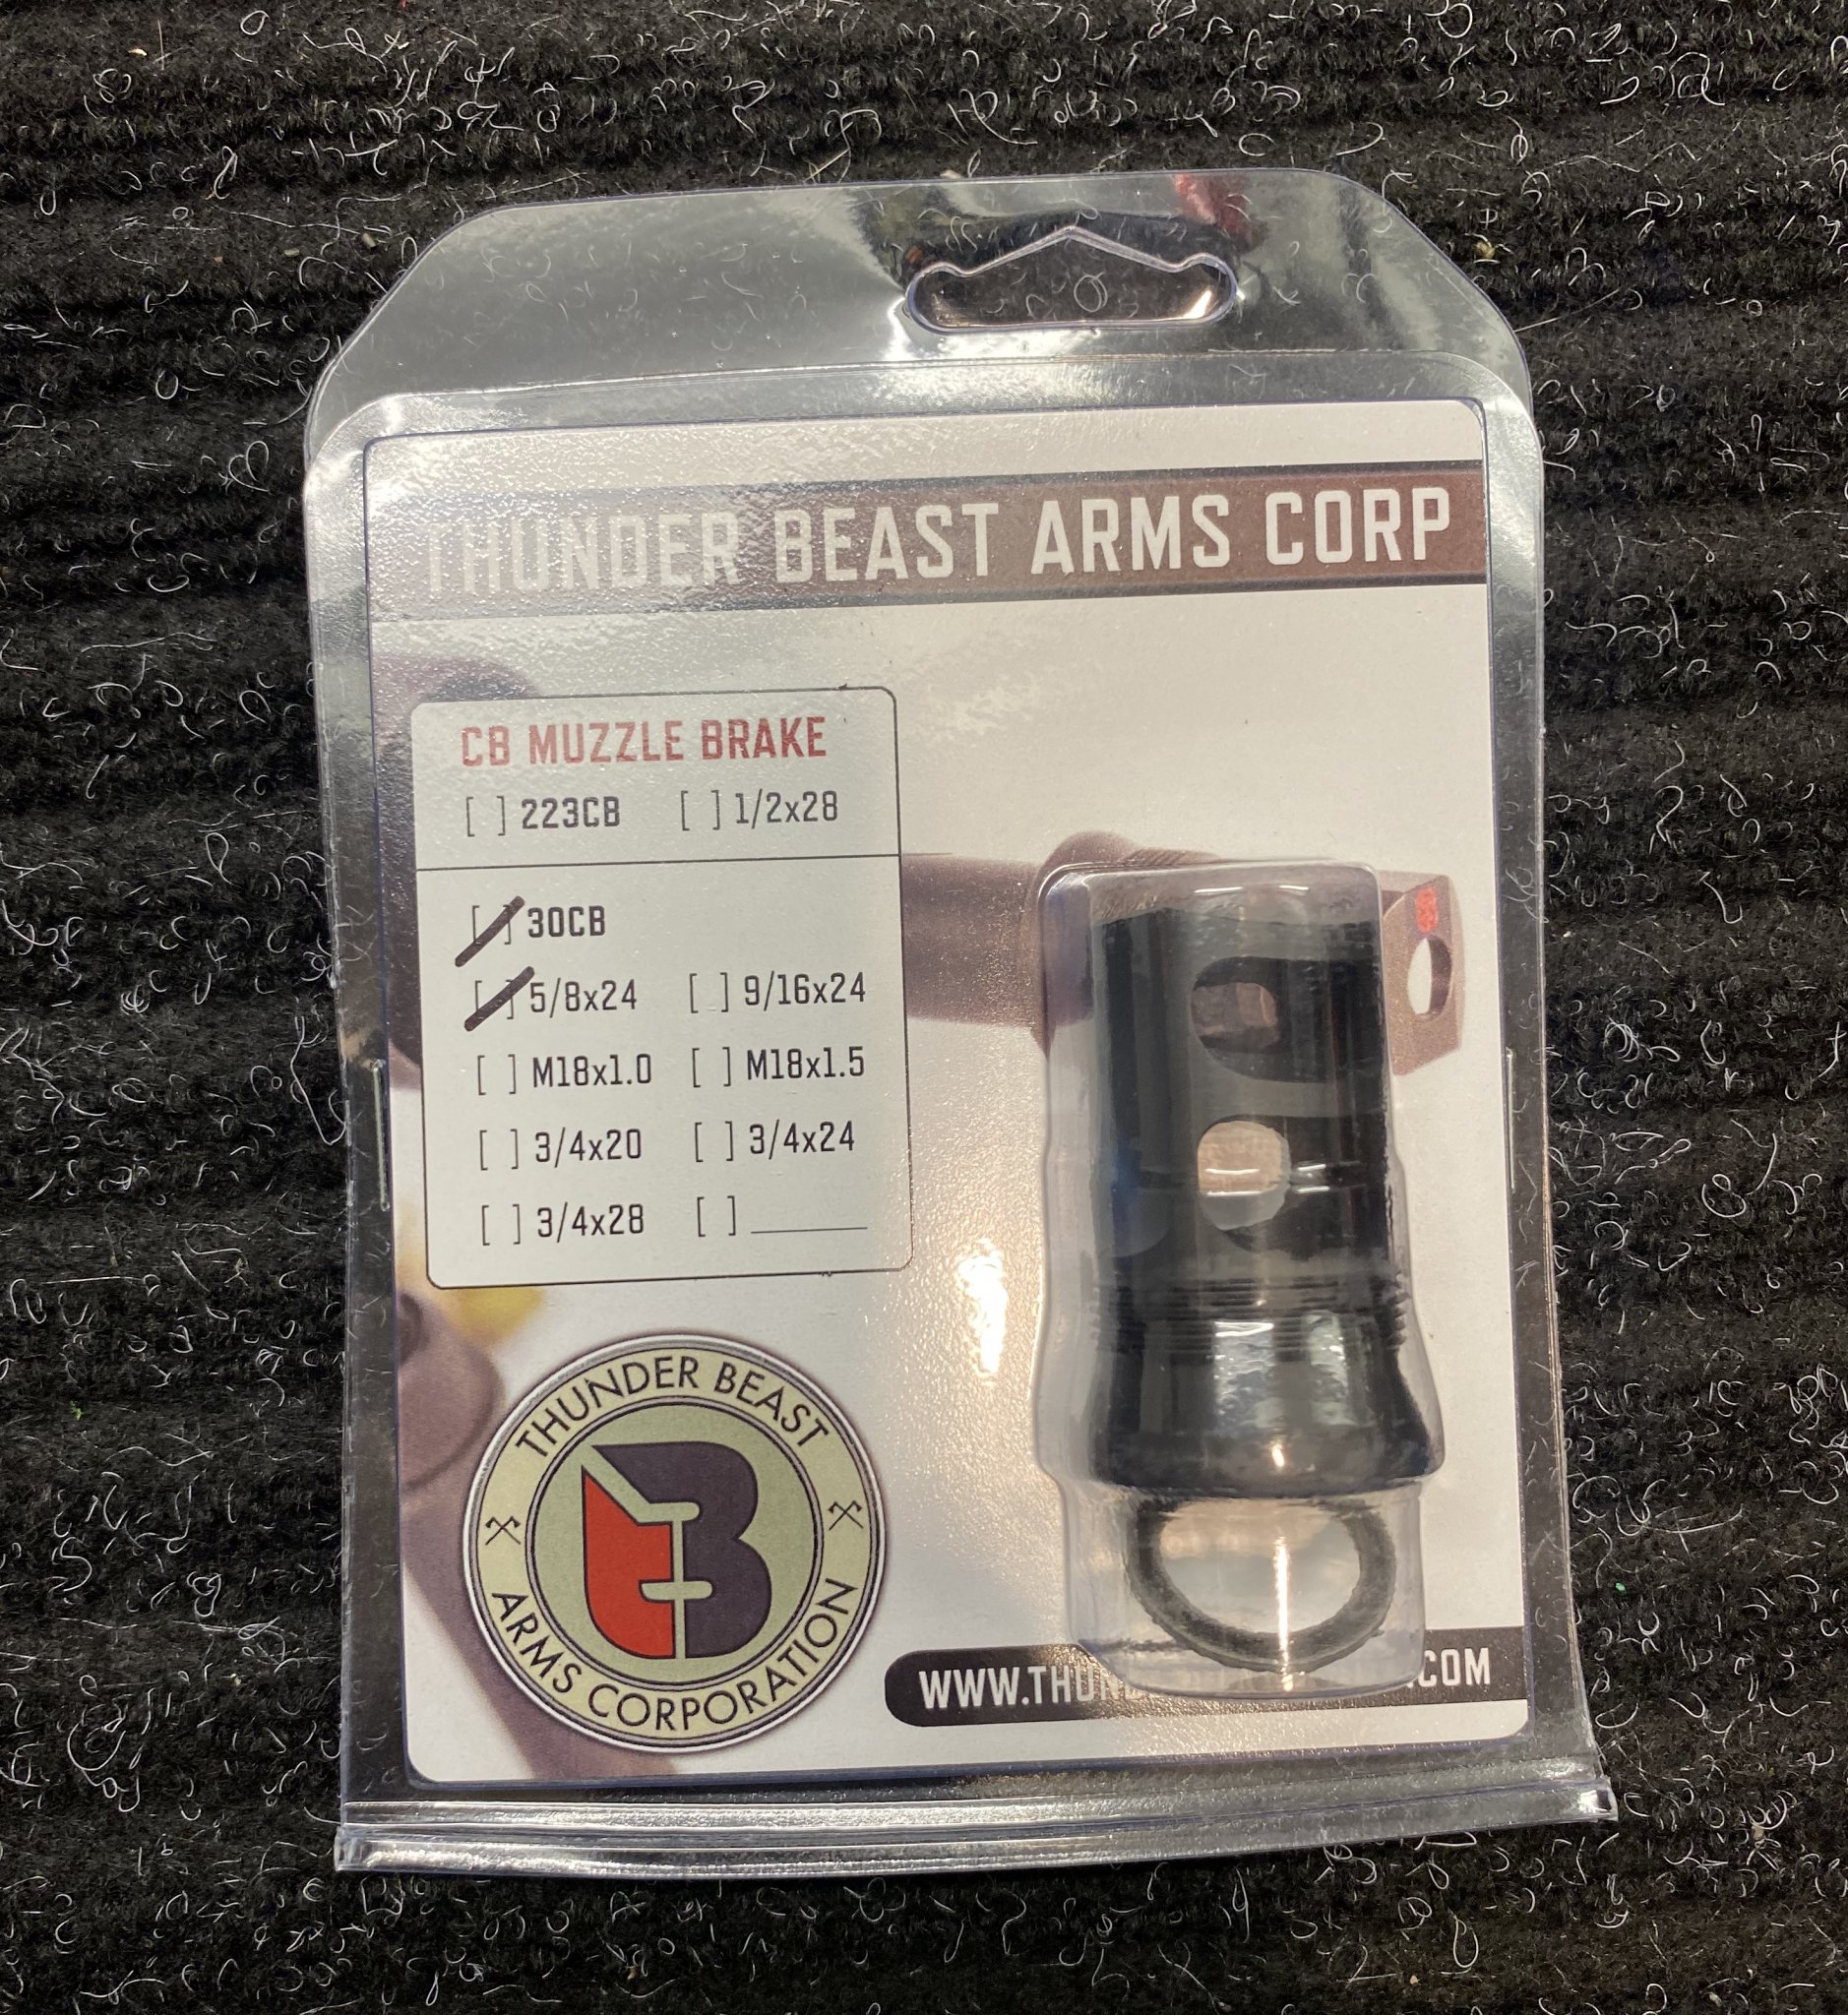 THUNDER BEAST ARMS CORP
CB MUZZLE BRAKE
[ ] 223CB [ ] 1/2x28
[ ] 30CB
[ ] 5/8x24 [ ] 9/16x24
[ ] M18x1.0 [ ] M18x1.5
[ ] 3/4x20 [ ] 3/4x24
[ ] 3/4x28 [ ] ______
THUNDER BEAST
ARMS CORPORATION
WWW.THUND .COM